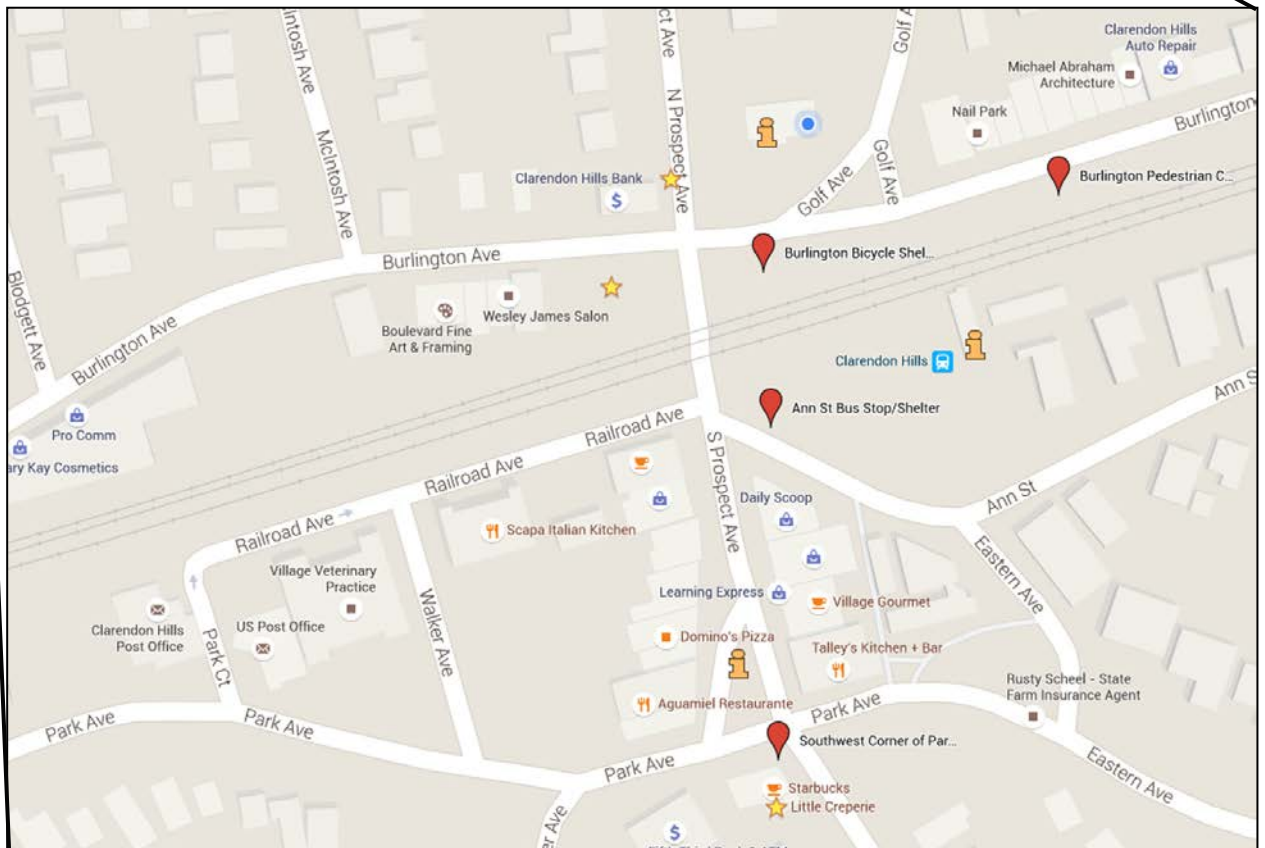 Clarendon Hills
Auto Repair
Michael Abraham
Architecture
Nail Park
Burlington
McIntosh Ave
McIntosh Ave
ct Ave
N Prospect Ave
Golf A
Golf Ave
Golf Ave
Clarendon Hills Bank
Burlington Pedestrian C...
Burlington Ave
Burlington Bicycle Shel...
Blodgett Ave
Burlington Ave
Boulevard Fine
Art & Framing
Wesley James Salon
Clarendon Hills
Pro Comm
ary Kay Cosmetics
Ann St Bus Stop/Shelter
Ann S
Railroad Ave
Railroad Ave
Railroad Ave
S Prospect Ave
Daily Scoop
Ann St
Scapa Italian Kitchen
Eastern Ave
Village Veterinary
Practice
Learning Express
Village Gourmet
Clarendon Hills
Post Office
US Post Office
Park Ct
Walker Ave
Domino's Pizza
Talley's Kitchen + Bar
Rusty Scheel - State
Farm Insurance Agent
Aguamiel Restaurante
Park Ave
Park Ave
Park Ave
Park Ave
Southwest Corner of Par...
Eastern Ave
Starbucks
Little Creperie
er Ave